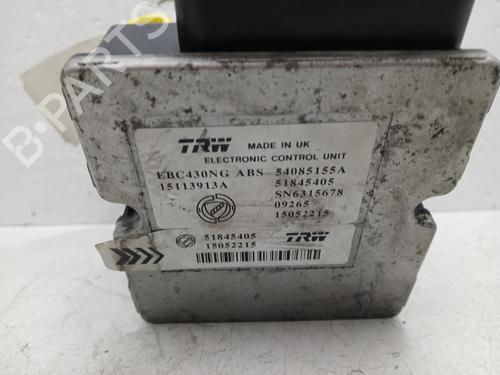 B-PARTS
TRW MADE IN UK
ELECTRONIC CONTROL UNIT
EBC430NG ABS 54085155A
15113913A 51845405
SN6315678
09265
15052215
51845405 TRW
15052215